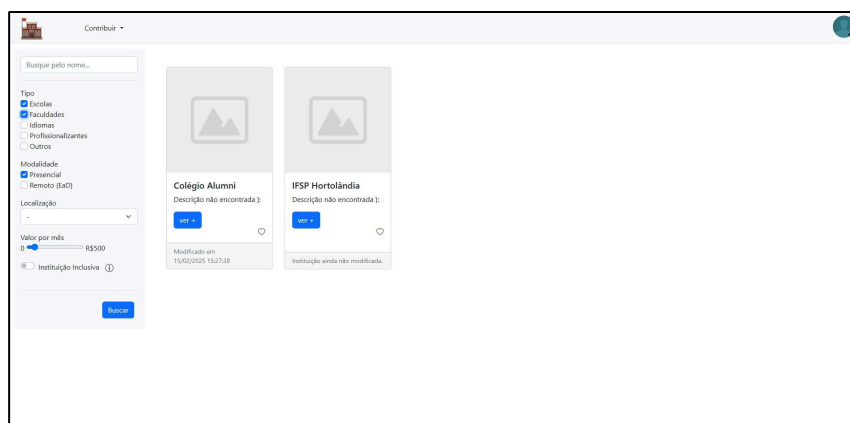 Contribuir
Busque pelo nome...
Tipo
Escolas
Faculdades
Idiomas
Profissionalizantes
Outros
Modalidade
Presencial
Remoto (EaD)
Localização
-
Valor por mês
0 R$500
Instituição Inclusiva
Buscar
Colégio Alumni
Descrição não encontrada ):
ver +
Modificado em
15/02/2025 15:27:38
IFSP Hortolândia
Descrição não encontrada ):
ver +
Instituição ainda não modificada.